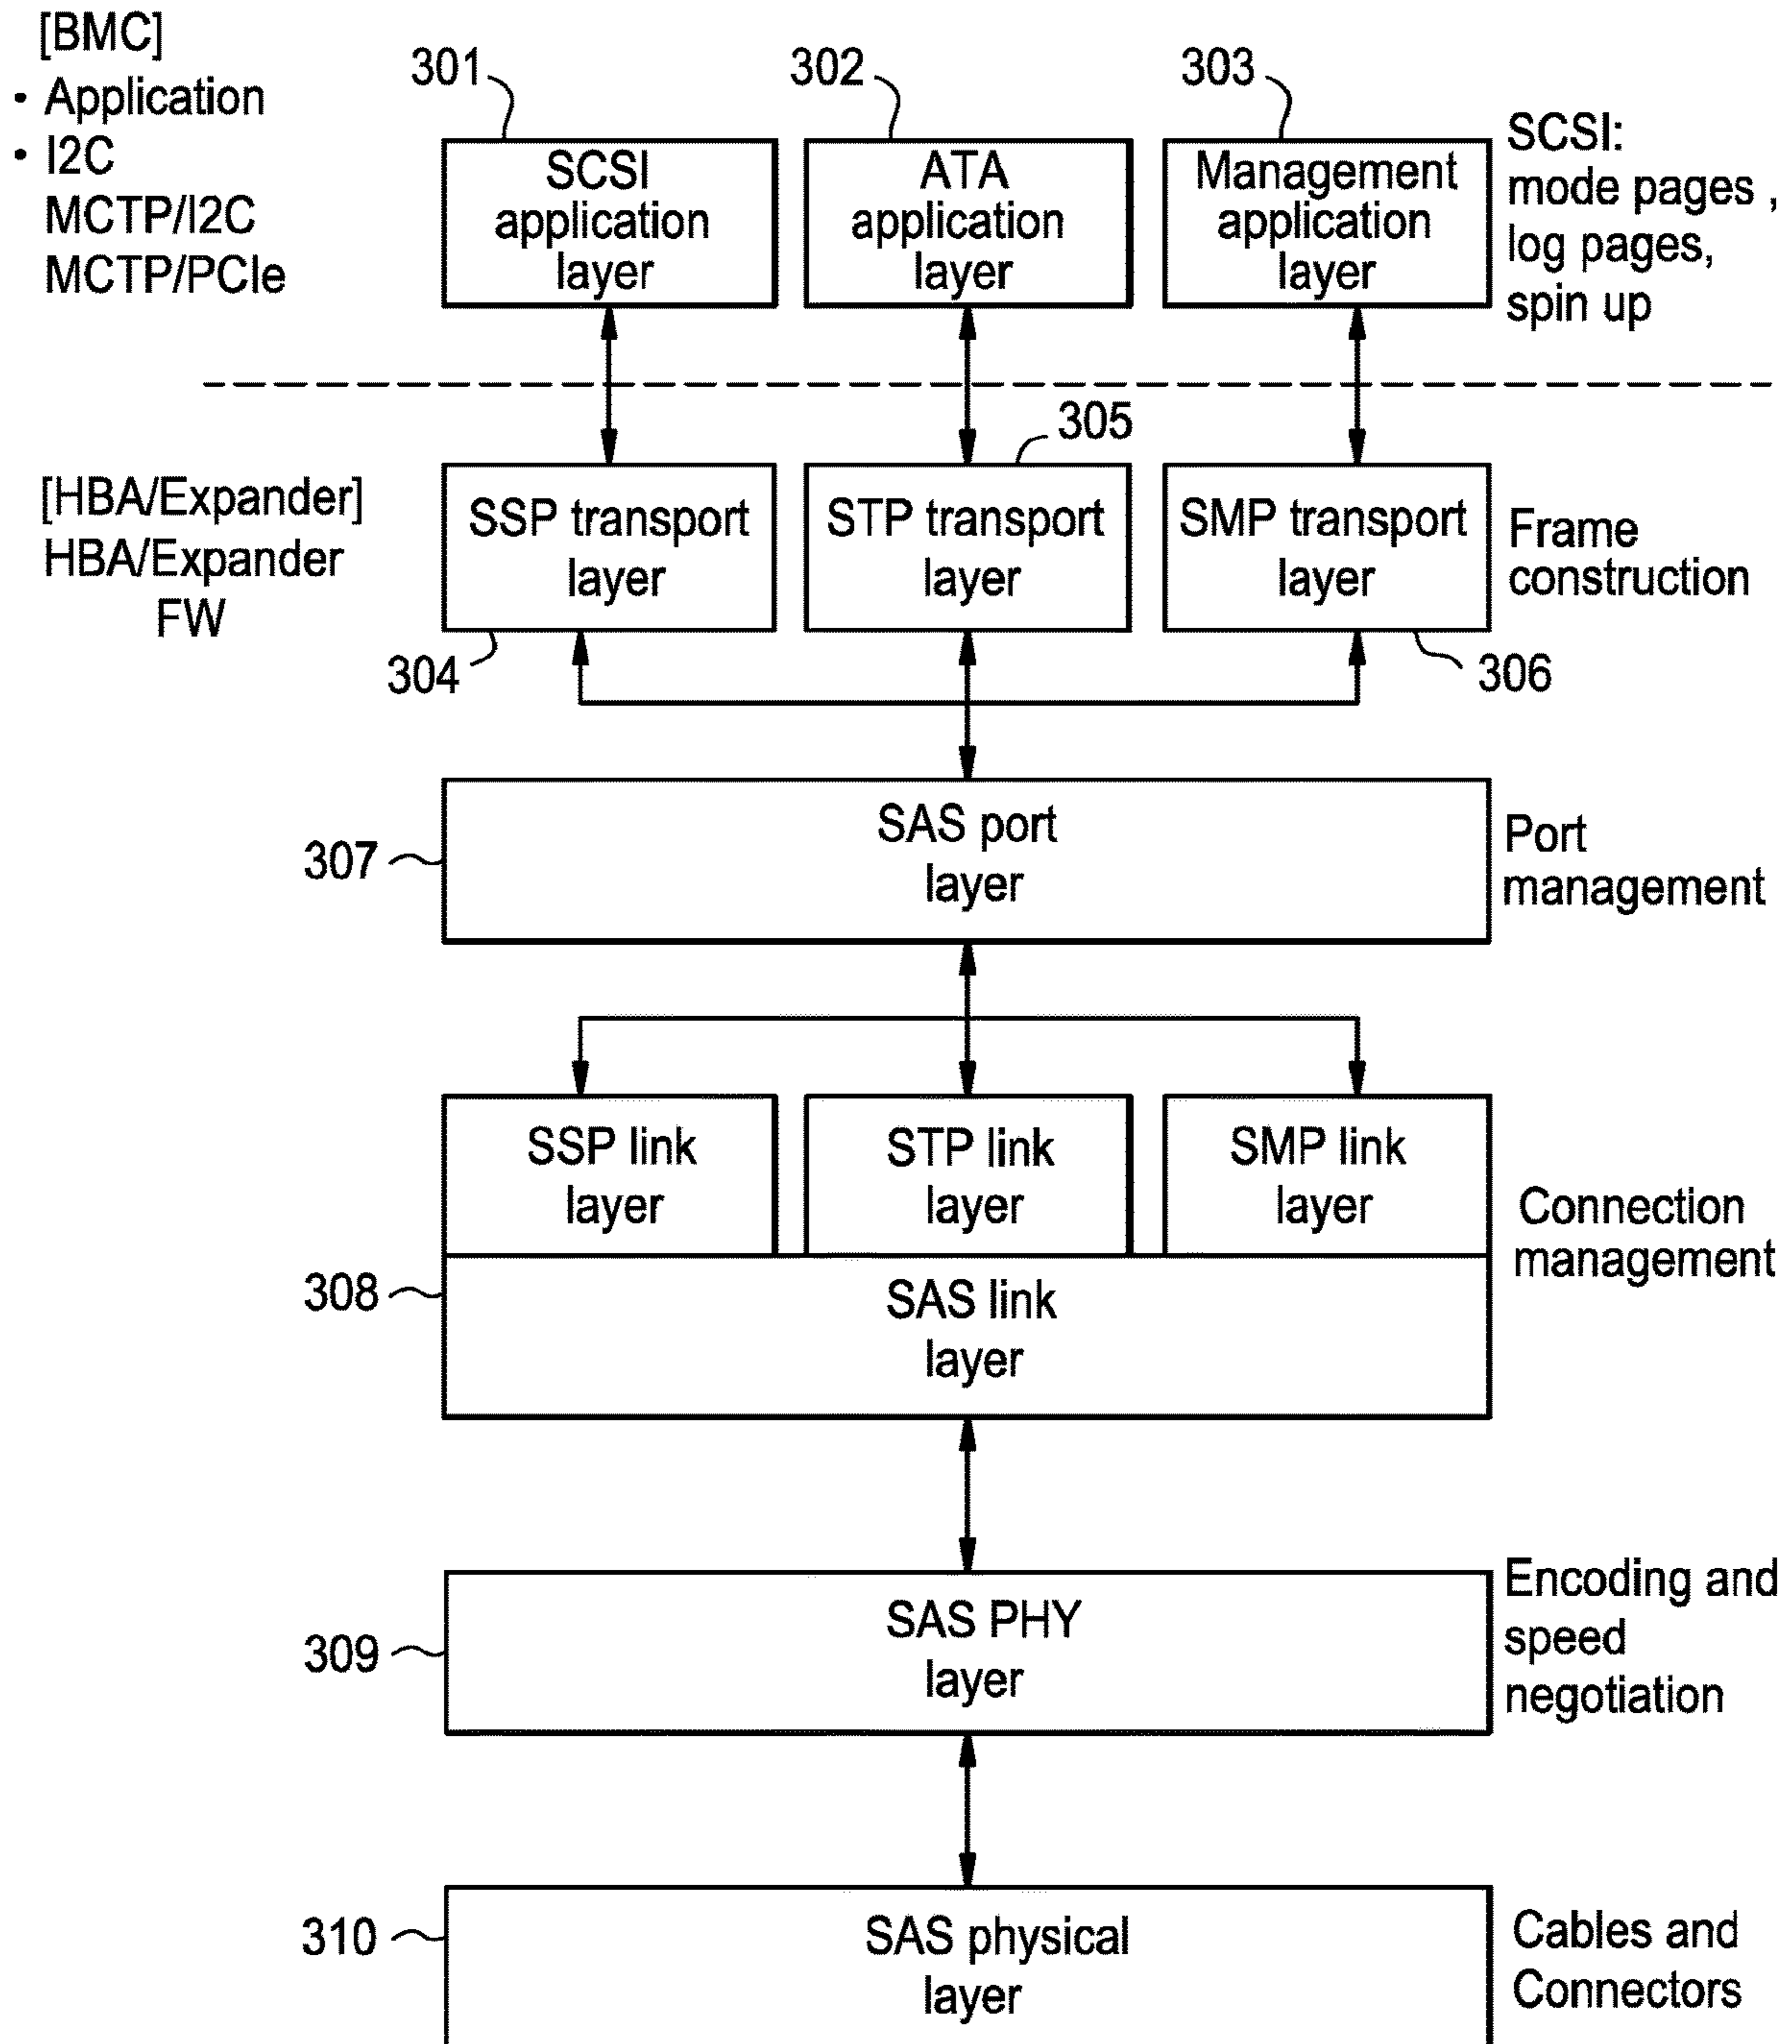 [BMC]
· Application
· I2C
MCTP/I2C
MCTP/PCIe
301
302
303
SCSI
application
layer
ATA
application
layer
Management
application
layer
SCSI:
mode pages ,
log pages,
spin up
[HBA/Expander]
HBA/Expander
FW
305
SSP transport
layer
STP transport
layer
SMP transport
layer
Frame
construction
304
306
307
SAS port
layer
Port
management
SSP link
layer
STP link
layer
SMP link
layer
Connection
management
308
SAS link
layer
309
SAS PHY
layer
Encoding and
speed
negotiation
310
SAS physical
layer
Cables and
Connectors